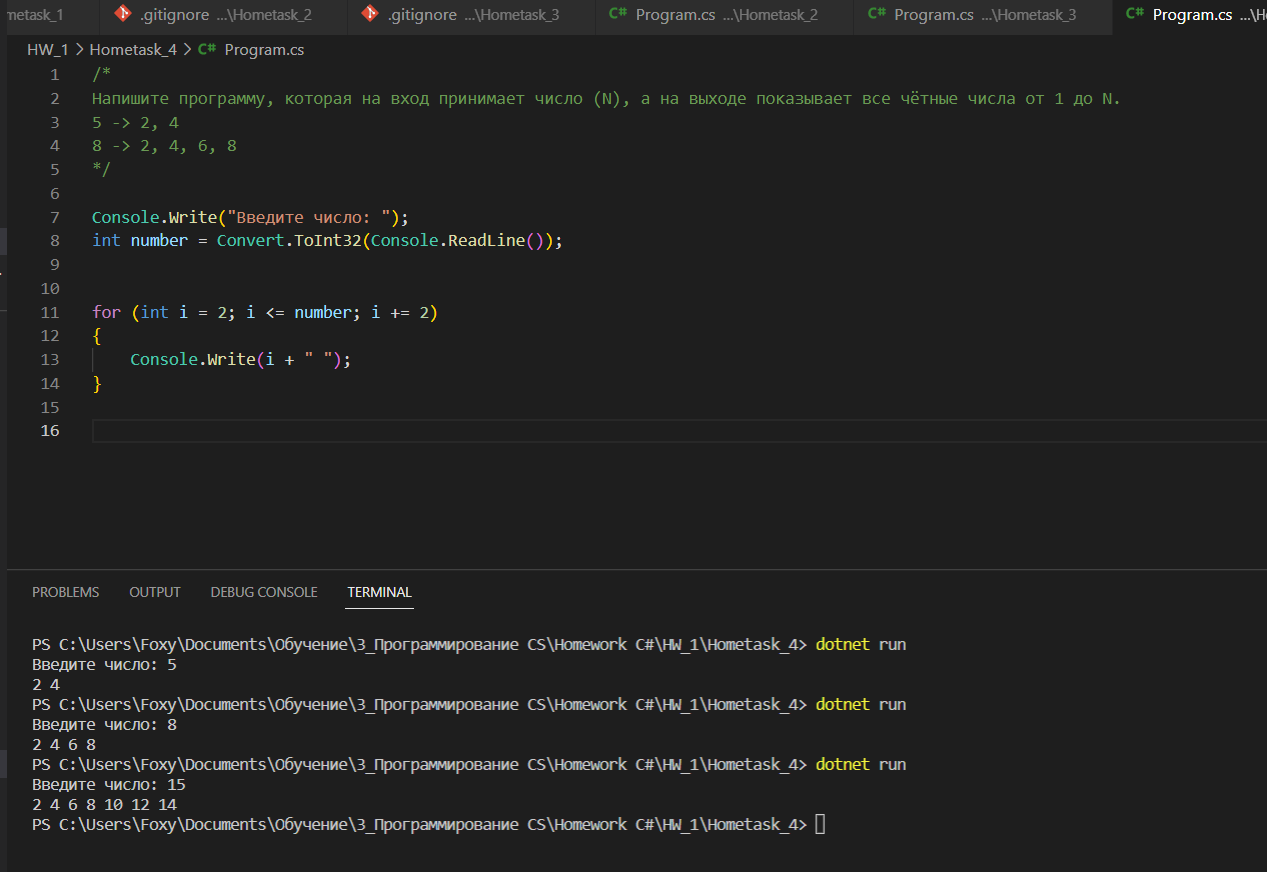 metask_1 .gitignore ...\Hometask_2 .gitignore ...\Hometask_3 C# Program.cs ...\Hometask_2 C# Program.cs ...\Hometask_3 C# Program.cs ...\H
HW_1 > Hometask_4 > C# Program.cs
1 /*
2 Напишите программу, которая на вход принимает число (N), а на выходе показывает все чётные числа от 1 до N.
3 5 -> 2, 4
4 8 -> 2, 4, 6, 8
5 */
6
7 Console.Write("Введите число: ");
8 int number = Convert.ToInt32(Console.ReadLine());
9
10
11 for (int i = 2; i <= number; i += 2)
12 {
13 Console.Write(i + " ");
14 }
15
16
PROBLEMS OUTPUT DEBUG CONSOLE TERMINAL
PS C:\Users\Foxy\Documents\Обучение\3_Программирование CS\Homework C#\HW_1\Hometask_4> dotnet run
Введите число: 5
2 4
PS C:\Users\Foxy\Documents\Обучение\3_Программирование CS\Homework C#\HW_1\Hometask_4> dotnet run
Введите число: 8
2 4 6 8
PS C:\Users\Foxy\Documents\Обучение\3_Программирование CS\Homework C#\HW_1\Hometask_4> dotnet run
Введите число: 15
2 4 6 8 10 12 14
PS C:\Users\Foxy\Documents\Обучение\3_Программирование CS\Homework C#\HW_1\Hometask_4>